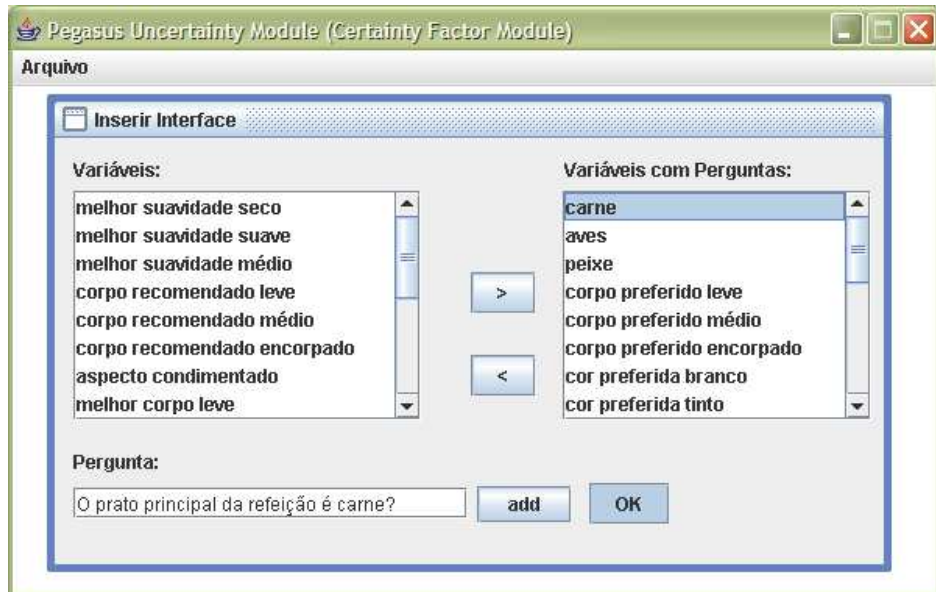 Pegasus Uncertainty Module (Certainty Factor Module)
Arquivo
Inserir Interface
Variáveis:
melhor suavidade seco
melhor suavidade suave
melhor suavidade médio
corpo recomendado leve
corpo recomendado médio
corpo recomendado encorpado
aspecto condimentado
melhor corpo leve
>
<
Variáveis com Perguntas:
carne
aves
peixe
corpo preferido leve
corpo preferido médio
corpo preferido encorpado
cor preferida branco
cor preferida tinto
Pergunta:
O prato principal da refeição é carne?
add
OK